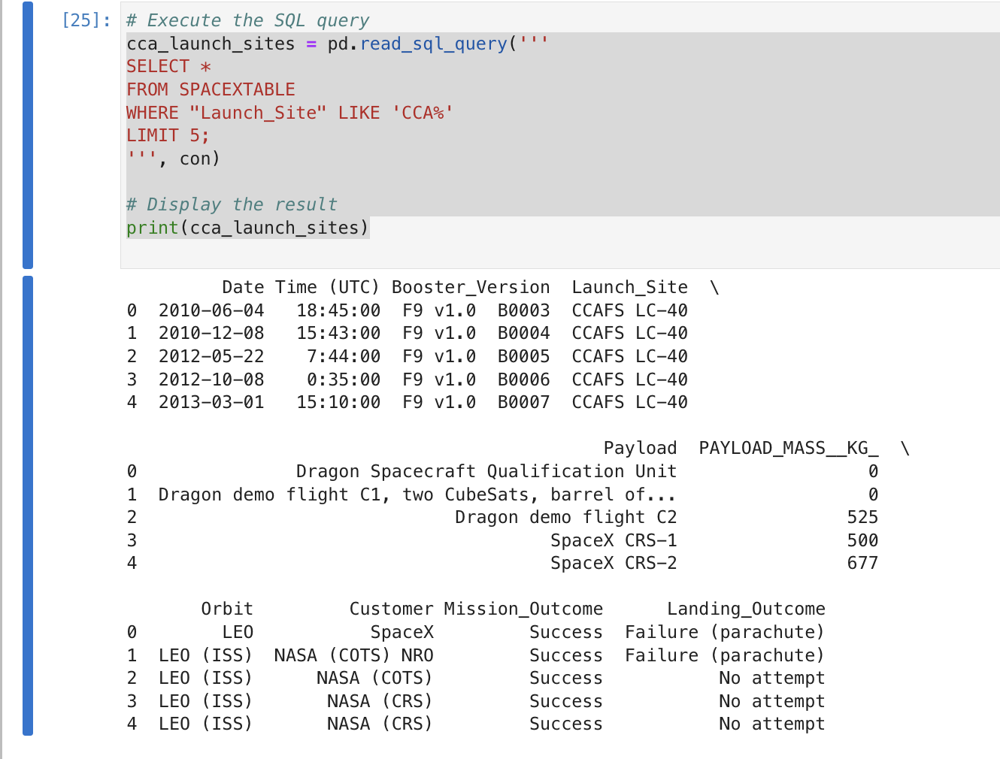 [25]: # Execute the SQL query
cca_launch_sites = pd.read_sql_query('''
SELECT *
FROM SPACEXTABLE
WHERE "Launch_Site" LIKE 'CCA%'
LIMIT 5;
''', con)
# Display the result
print(cca_launch_sites)
Date Time (UTC) Booster_Version  Launch_Site  \
0  2010-06-04   18:45:00  F9 v1.0  B0003  CCAFS LC-40
1  2010-12-08   15:43:00  F9 v1.0  B0004  CCAFS LC-40
2  2012-05-22    7:44:00  F9 v1.0  B0005  CCAFS LC-40
3  2012-10-08    0:35:00  F9 v1.0  B0006  CCAFS LC-40
4  2013-03-01   15:10:00  F9 v1.0  B0007  CCAFS LC-40
Payload  PAYLOAD_MASS__KG_  \
0  Dragon Spacecraft Qualification Unit  0
1  Dragon demo flight C1, two CubeSats, barrel of...  0
2  Dragon demo flight C2  525
3  SpaceX CRS-1  500
4  SpaceX CRS-2  677
Orbit  Customer Mission_Outcome  Landing_Outcome
0  LEO  SpaceX  Success  Failure (parachute)
1  LEO (ISS)  NASA (COTS) NRO  Success  Failure (parachute)
2  LEO (ISS)  NASA (COTS)  Success  No attempt
3  LEO (ISS)  NASA (CRS)  Success  No attempt
4  LEO (ISS)  NASA (CRS)  Success  No attempt